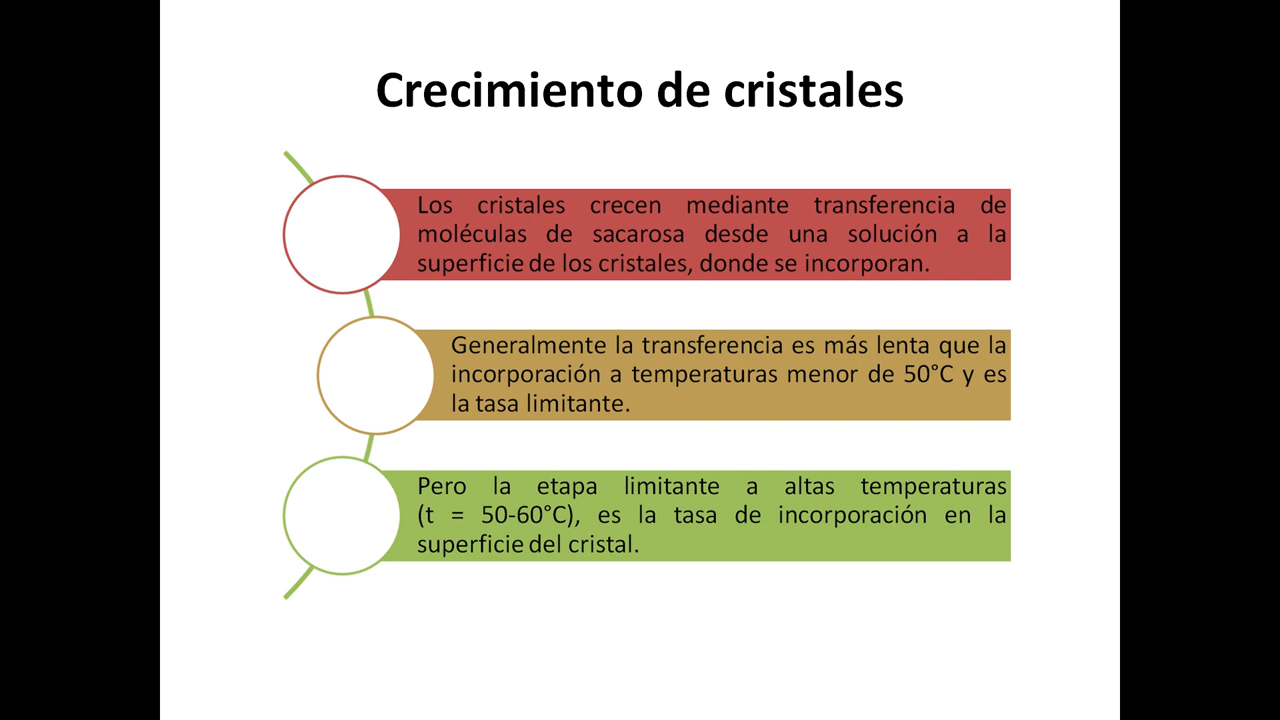 Crecimiento de cristales
Los cristales crecen mediante transferencia de
moléculas de sacarosa desde una solución a la
superficie de los cristales, donde se incorporan.
Generalmente la transferencia es más lenta que la
incorporación a temperaturas menor de 50°C y es
la tasa limitante.
Pero la etapa limitante a altas temperaturas
(t = 50-60°C), es la tasa de incorporación en la
superficie del cristal.